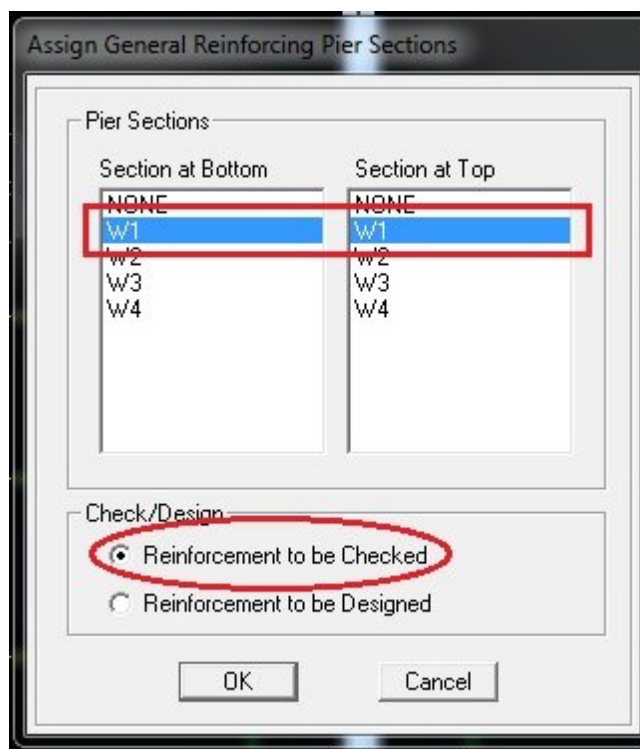 Assign General Reinforcing Pier Sections
Pier Sections
Section at Bottom
Section at Top
NONE
NONE
W1
W1
W2
W2
W3
W3
W4
W4
Check/Design
Reinforcement to be Checked
Reinforcement to be Designed
OK
Cancel